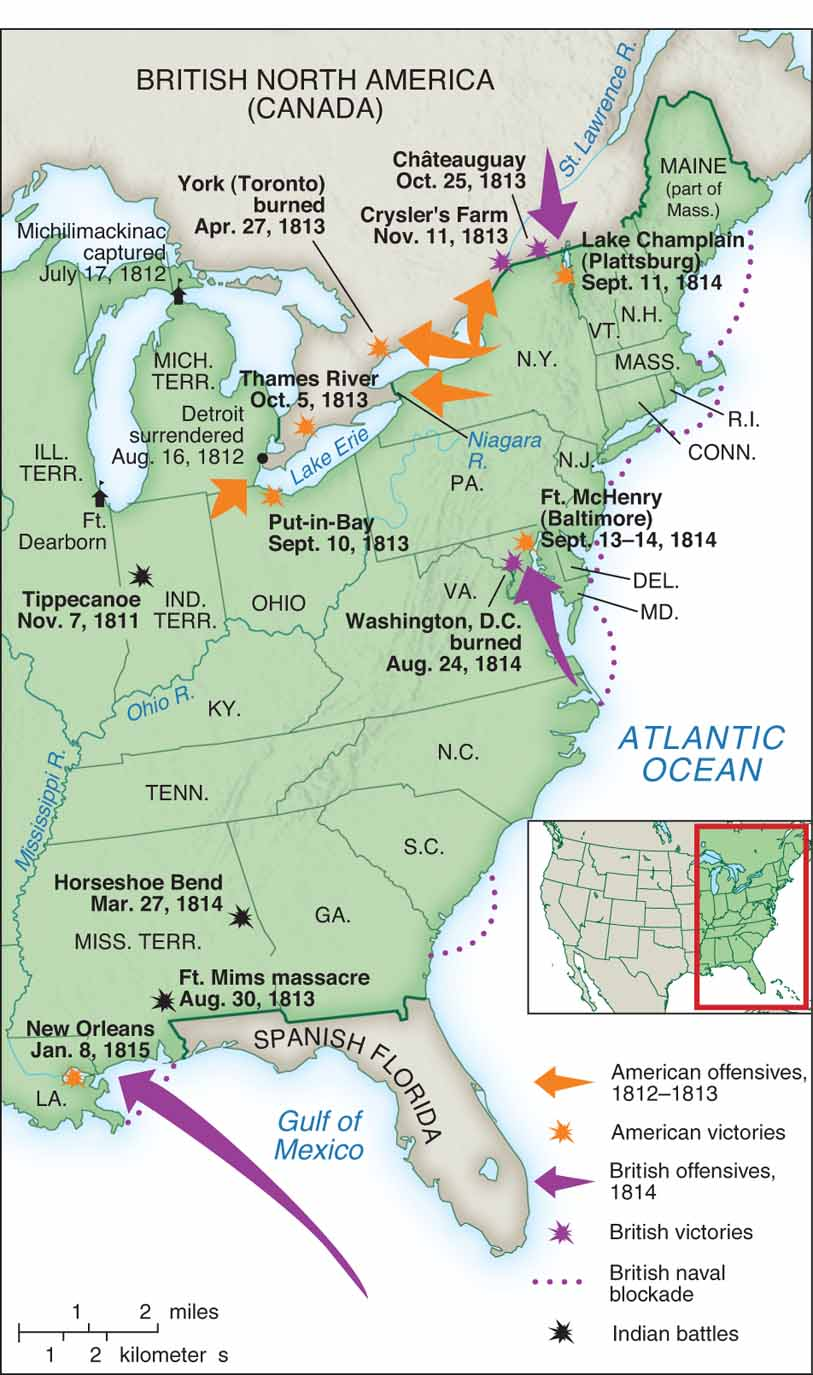 BRITISH NORTH AMERICA
(CANADA)
St. Lawrence R.
Châteauguay
Oct. 25, 1813
MAINE
(part of
Mass.)
York (Toronto)
burned
Apr. 27, 1813
Crysler's Farm
Nov. 11, 1813
Michilimackinac
captured
July 17, 1812
Lake Champlain
(Plattsburg)
Sept. 11, 1814
N.H.
VT.
MICH.
TERR.
N.Y.
MASS.
Thames River
Oct. 5, 1813
Detroit
surrendered
Aug. 16, 1812
R.I.
CONN.
Lake Erie
Niagara
R.
ILL.
TERR.
N.J.
PA.
Ft.
Dearborn
Put-in-Bay
Sept. 10, 1813
Ft. McHenry
(Baltimore)
Sept. 13–14, 1814
DEL.
MD.
Tippecanoe
Nov. 7, 1811
IND.
TERR.
OHIO
VA.
Washington, D.C.
burned
Aug. 24, 1814
Ohio R.
KY.
ATLANTIC
OCEAN
N.C.
Mississippi R.
TENN.
S.C.
Horseshoe Bend
Mar. 27, 1814
GA.
MISS. TERR.
Ft. Mims massacre
Aug. 30, 1813
New Orleans
Jan. 8, 1815
SPANISH FLORIDA
LA.
Gulf of
Mexico
American offensives,
1812–1813
American victories
British offensives,
1814
British victories
British naval
blockade
Indian battles
1 2 miles
1 2 kilometer s